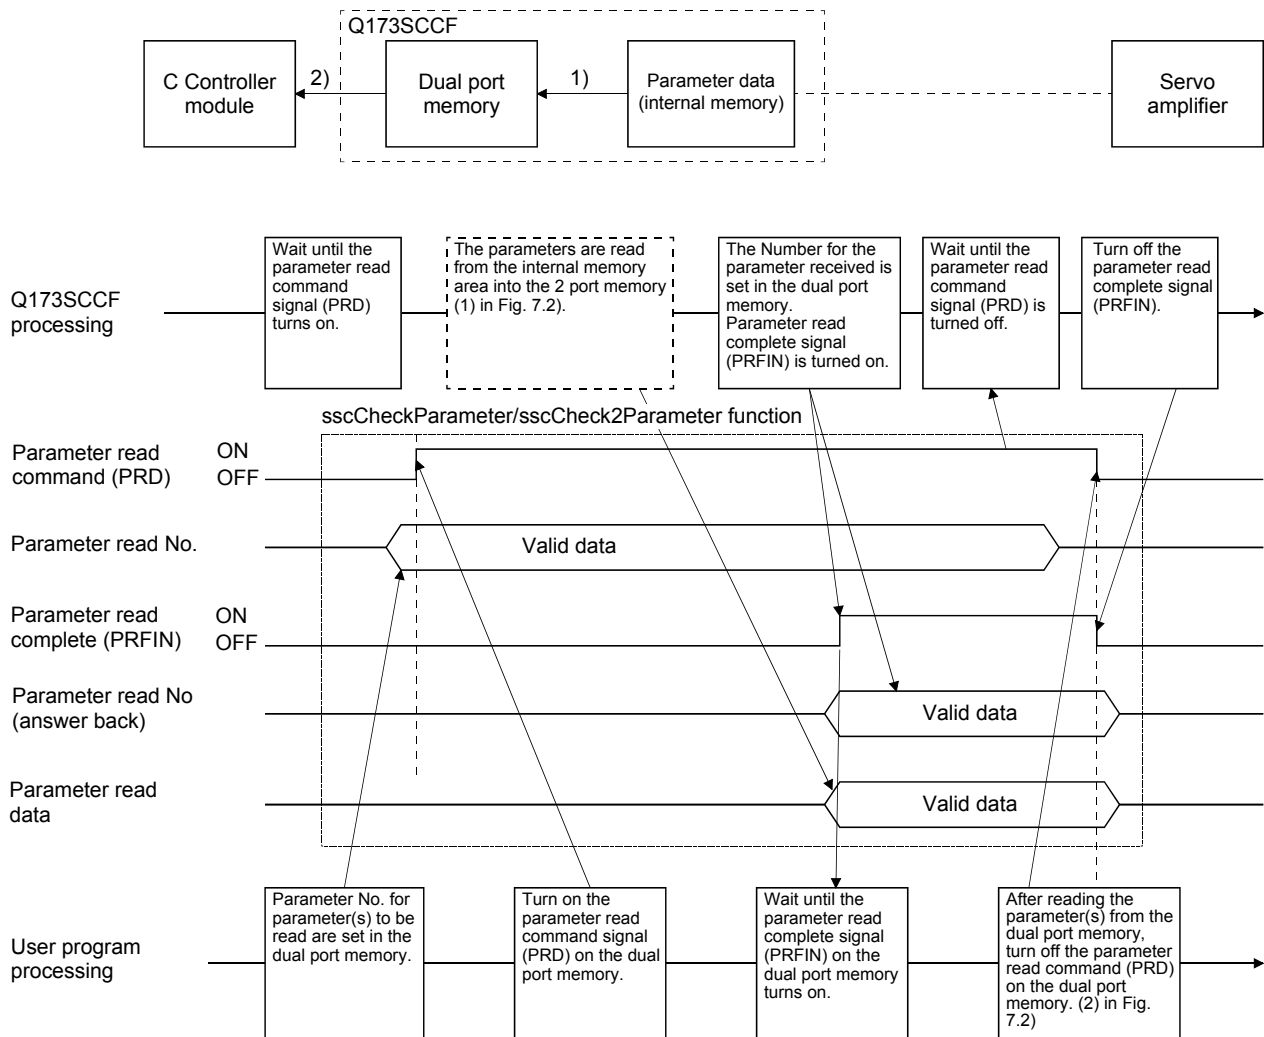 Q173SCCF
C Controller
module
2)
Dual port
memory
1)
Parameter data
(internal memory)
Servo
amplifier
Q173SCCF
processing
Wait until the
parameter read
command
signal (PRD)
turns on.
The parameters are read
from the internal memory
area into the 2 port memory
(1) in Fig. 7.2).
The Number for the
parameter received is
set in the dual port
memory.
Parameter read
complete signal
(PRFIN) is turned on.
Wait until the
parameter read
command
signal (PRD) is
turned off.
Turn off the
parameter read
complete signal
(PRFIN).
sscCheckParameter/sscCheck2Parameter function
Parameter read
command (PRD)
ON
OFF
Parameter read No.
Valid data
Parameter read
complete (PRFIN)
ON
OFF
Parameter read No
(answer back)
Valid data
Parameter read
data
Valid data
User program
processing
Parameter No. for
parameter(s) to be
read are set in the
dual port memory.
Turn on the
parameter read
command signal
(PRD) on the dual
port memory.
Wait until the
parameter read
complete signal
(PRFIN) on the
dual port memory
turns on.
After reading the
parameter(s) from the
dual port memory,
turn off the parameter
read command (PRD)
on the dual port
memory. (2) in Fig.
7.2)